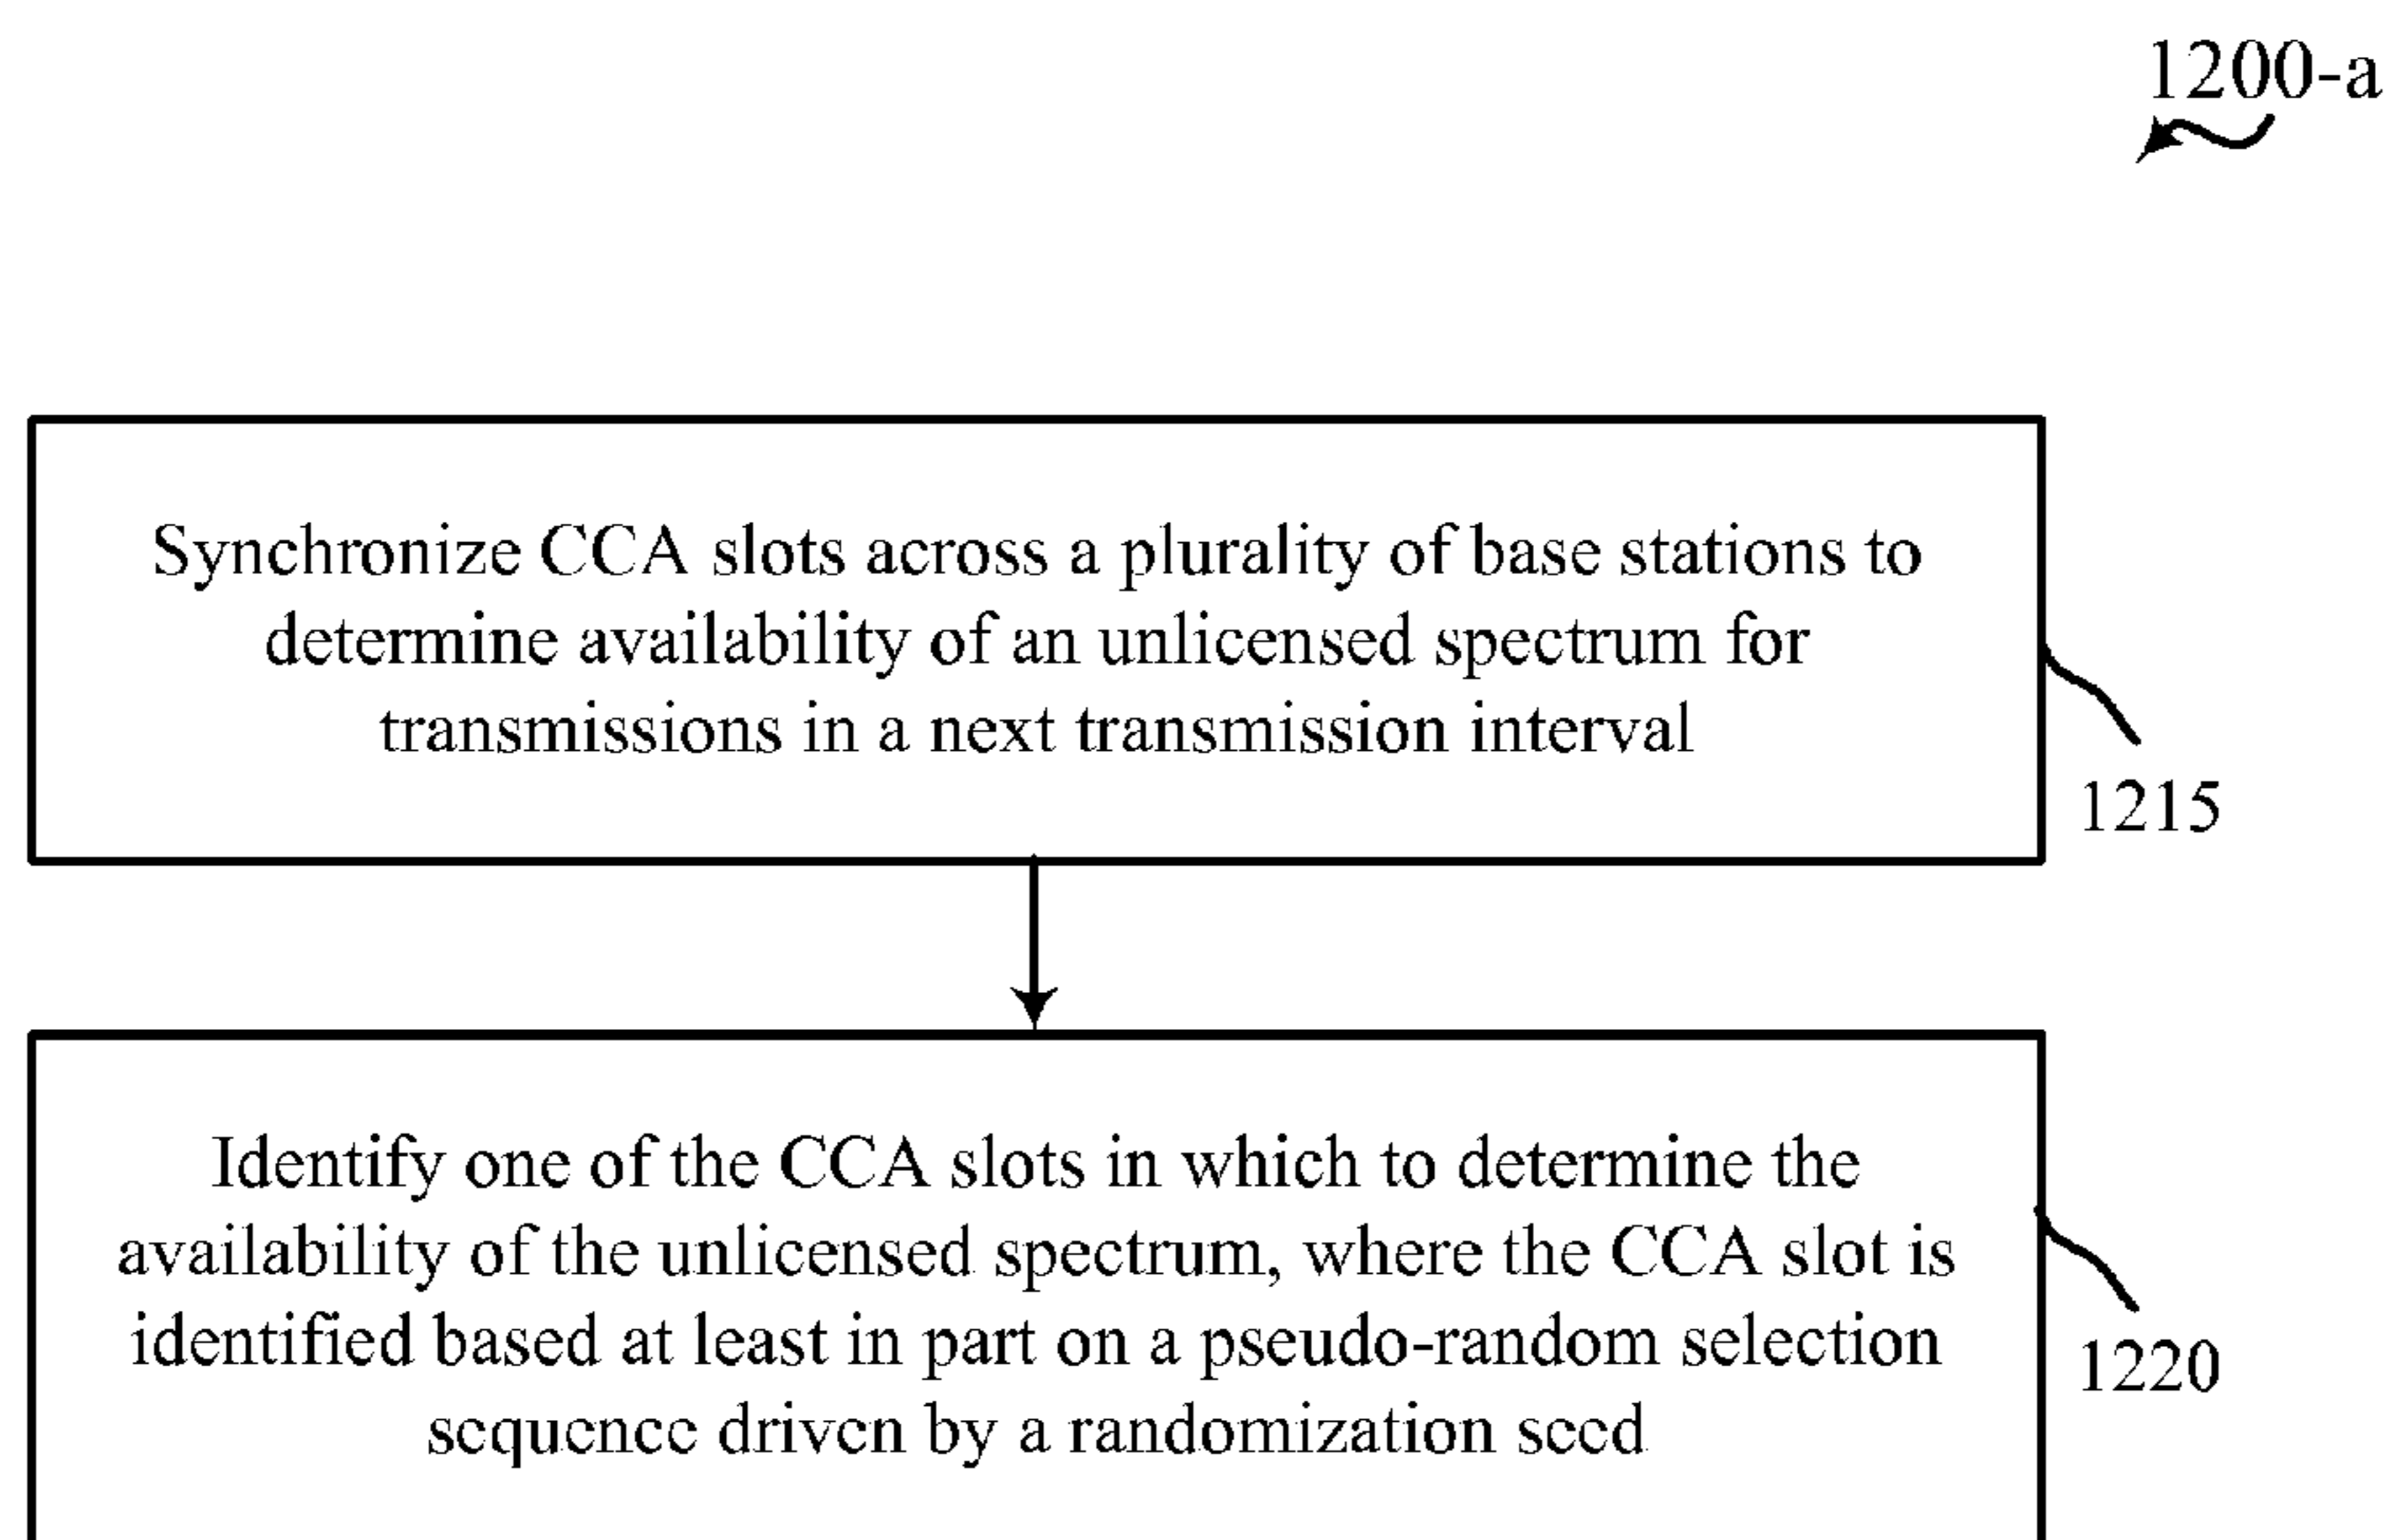 1200-a
Synchronize CCA slots across a plurality of base stations to
determine availability of an unlicensed spectrum for
transmissions in a next transmission interval
1215
Identify one of the CCA slots in which to determine the
availability of the unlicensed spectrum, where the CCA slot is
identified based at least in part on a pseudo-random selection
sequence driven by a randomization seed
1220